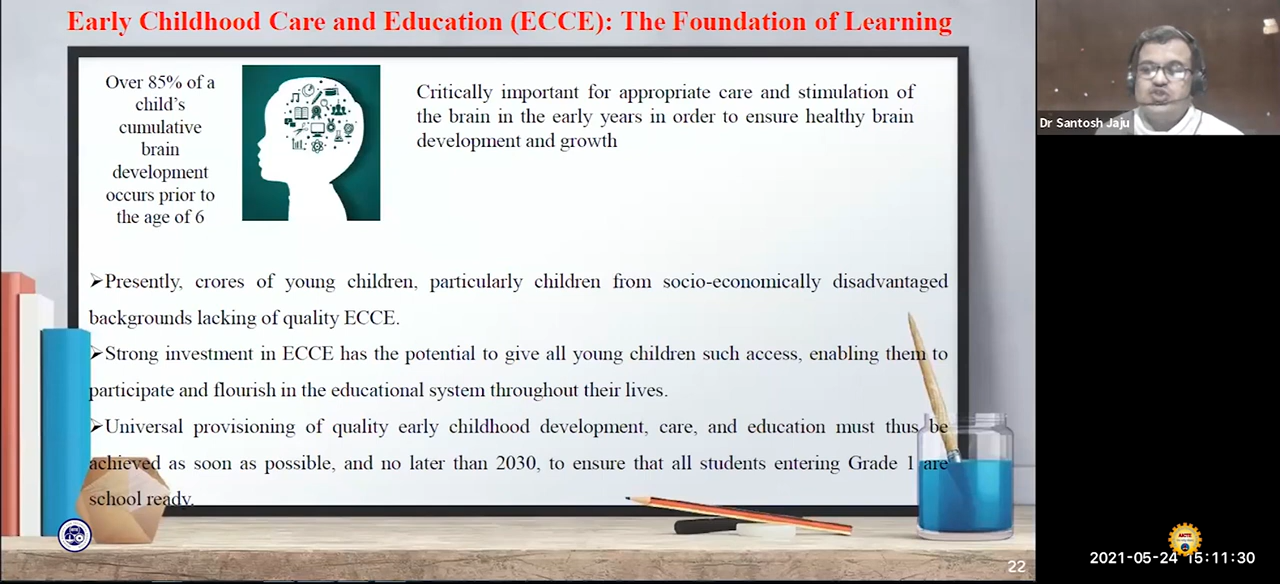 Early Childhood Care and Education (ECCE): The Foundation of Learning
Over 85% of a
child's
cumulative
brain
development
occurs prior to
the age of 6
Critically important for appropriate care and stimulation of
the brain in the early years in order to ensure healthy brain
development and growth
➢Presently, crores of young children, particularly children from socio-economically disadvantaged
backgrounds lacking of quality ECCE.
➢Strong investment in ECCE has the potential to give all young children such access, enabling them to
participate and flourish in the educational system throughout their lives.
➢Universal provisioning of quality early childhood development, care, and education must thus be
achieved as soon as possible, and no later than 2030, to ensure that all students entering Grade 1 are
school ready.
22
Dr Santosh Jaju
AICTE
2021-05-24 15:11:30